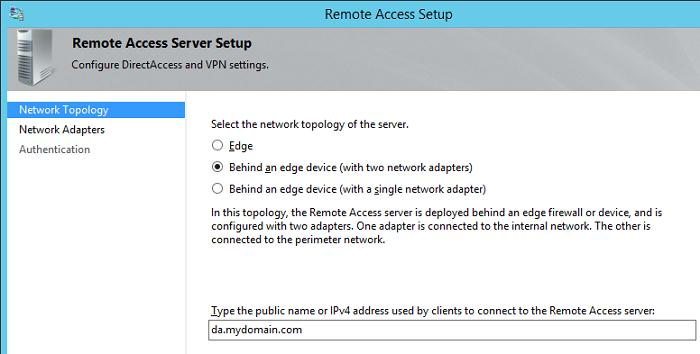 Remote Access Setup
Remote Access Server Setup
Configure DirectAccess and VPN settings.
Network Topology
Network Adapters
Authentication
Select the network topology of the server.
Edge
Behind an edge device (with two network adapters)
Behind an edge device (with a single network adapter)
In this topology, the Remote Access server is deployed behind an edge firewall or device, and is
configured with two adapters. One adapter is connected to the internal network. The other is
connected to the perimeter network.
Type the public name or IPv4 address used by clients to connect to the Remote Access server:
da.mydomain.com